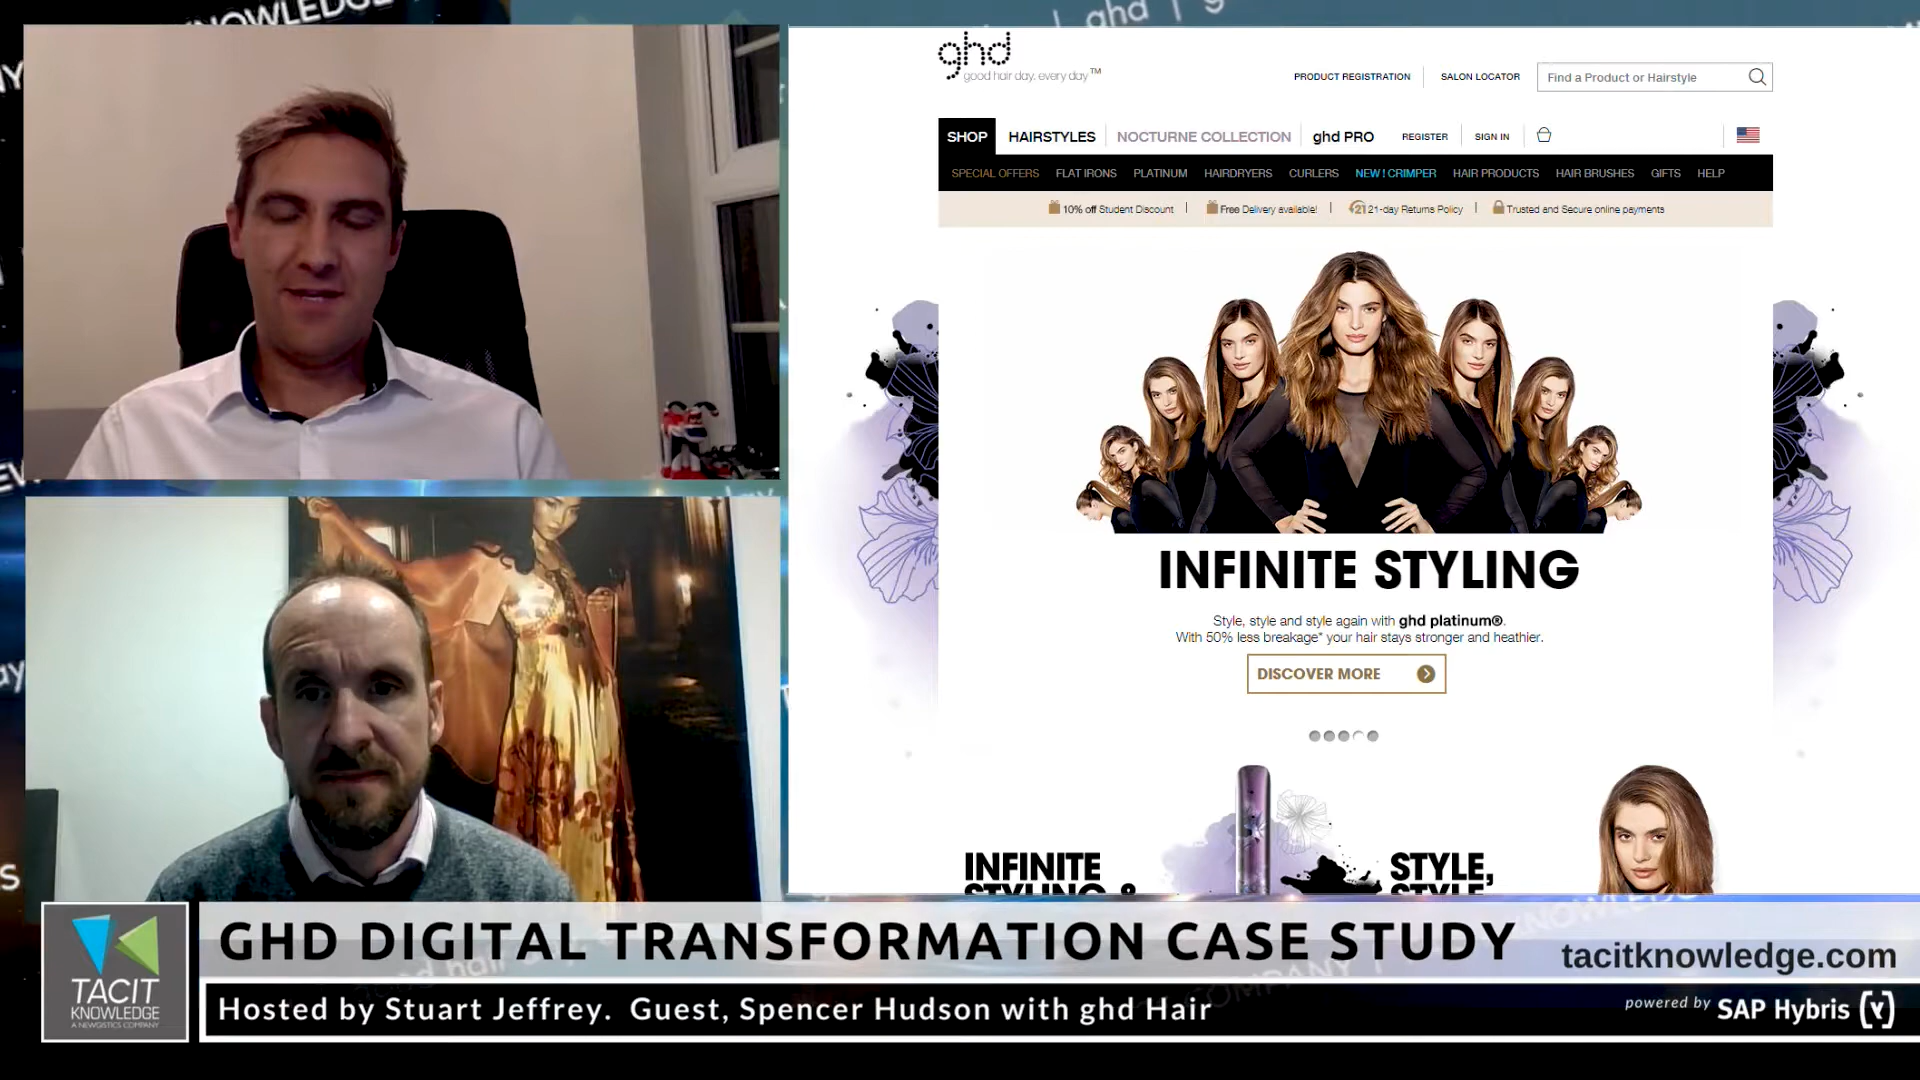 ghd
good hair day, every day™
PRODUCT REGISTRATION
SALON LOCATOR
Find a Product or Hairstyle
SHOP
HAIRSTYLES
NOCTURNE COLLECTION
ghd PRO
REGISTER
SIGN IN
SPECIAL OFFERS
FLAT IRONS
PLATINUM
HAIRDRYERS
CURLERS
NEW! CRIMPER
HAIR PRODUCTS
HAIR BRUSHES
GIFTS
HELP
10% off Student Discount
Free Delivery available!
21 21-day Returns Policy
Trusted and Secure online payments
INFINITE STYLING
Style, style and style again with ghd platinum®.
With 50% less breakage* your hair stays stronger and heathier.
DISCOVER MORE
INFINITE
STYLING &
STYLE,
STYLE,
GHD DIGITAL TRANSFORMATION CASE STUDY
tacitknowledge.com
TACIT
KNOWLEDGE
A NEWGISTICS COMPANY
Hosted by Stuart Jeffrey. Guest, Spencer Hudson with ghd Hair
powered by SAP Hybris (y)